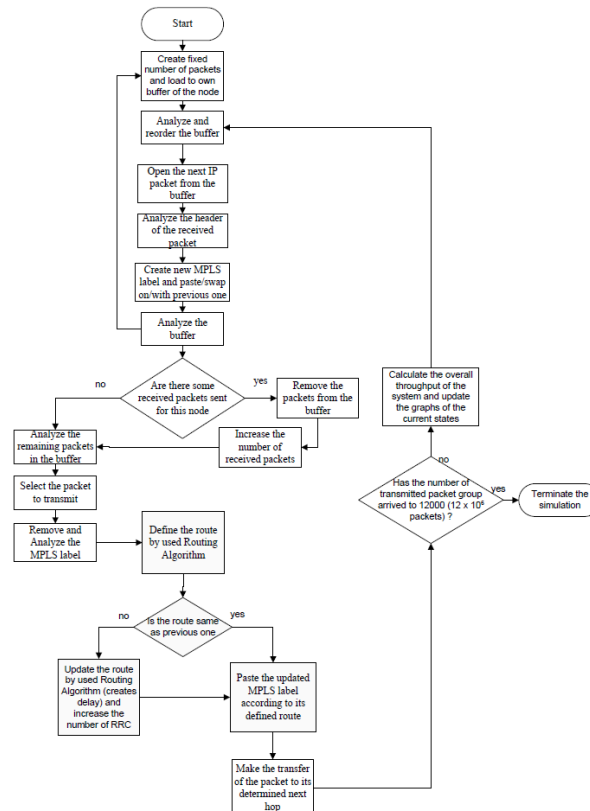 Start
Create fixed
number of packets
and load to own
buffer of the node
Analyze and
reorder the buffer
Open the next IP
packet from the
buffer
Analyze the header
of the received
packet
Create new MPLS
label and paste/swap
on/with previous one
Analyze the
buffer
no
Are there some
received packets sent
for this node
yes
Remove the
packets from the
buffer
Increase the
number of
received packets
Analyze the
remaining packets
in the buffer
Select the packet
to transmit
Remove and
Analyze the
MPLS label
Define the route
by used Routing
Algorithm
no
Is the route same
as previous one
yes
Update the route
by used Routing
Algorithm (creates
delay) and
increase the
number of RRC
Paste the updated
MPLS label
according to its
defined route
Make the transfer
of the packet to its
determined next
hop
Calculate the overall
throughput of the
system and update
the graphs of the
current states
no
Has the number of
transmitted packet group
arrived to 12000 (12 x 10⁶
packets) ?
yes
Terminate the
simulation